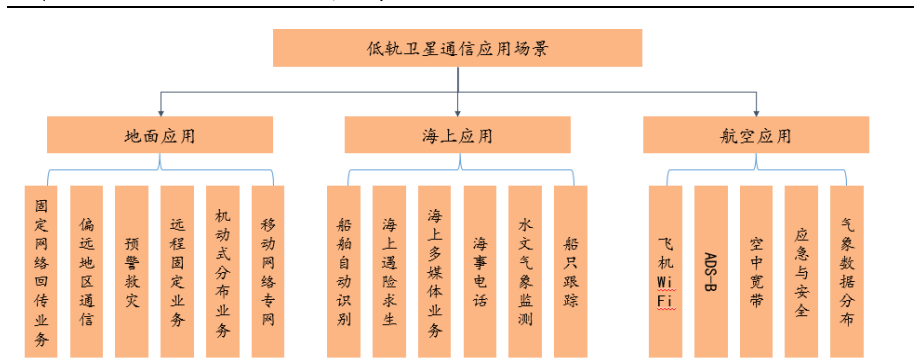 低轨卫星通信应用场景
地面应用
海上应用
航空应用
固定网络回传业务
偏远地区通信
预警救灾
远程固定业务
机动式分布业务
移动网络专网
船舶自动识别
海上遇险求生
海上多媒体业务
海事电话
水文气象监测
船只跟踪
飞机WiFi
ADS-B
空中宽带
应急与安全
气象数据分布